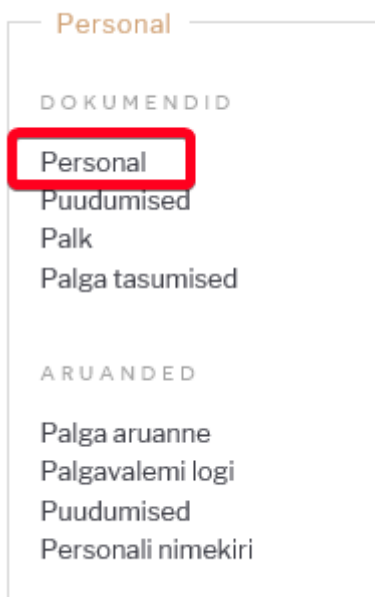 Personal
DOKUMENDID
Personal
Puudumised
Palk
Palga tasumised
ARUANDED
Palga aruanne
Palgavalemi logi
Puudumised
Personali nimekiri